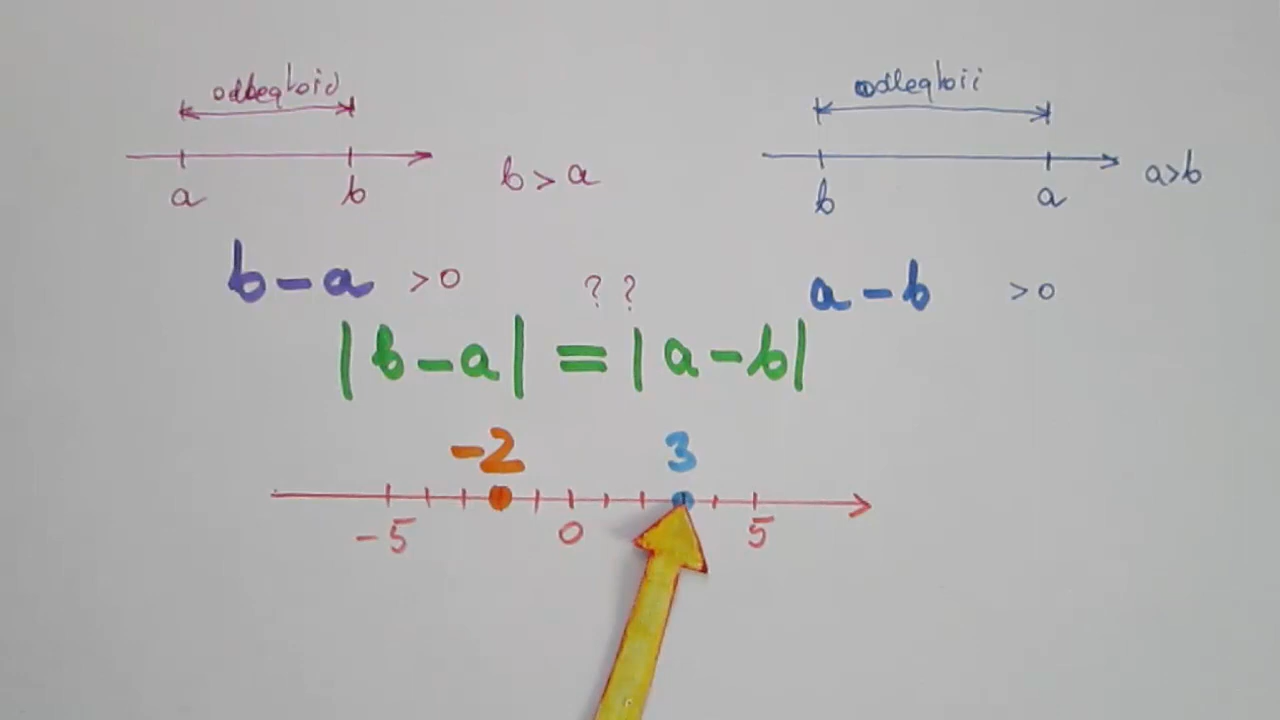 odległość odległość
a b b > a b a a>b
b - a > 0 ? ? a - b > 0
|b - a| = |a - b|
-2 3
-5 0 5